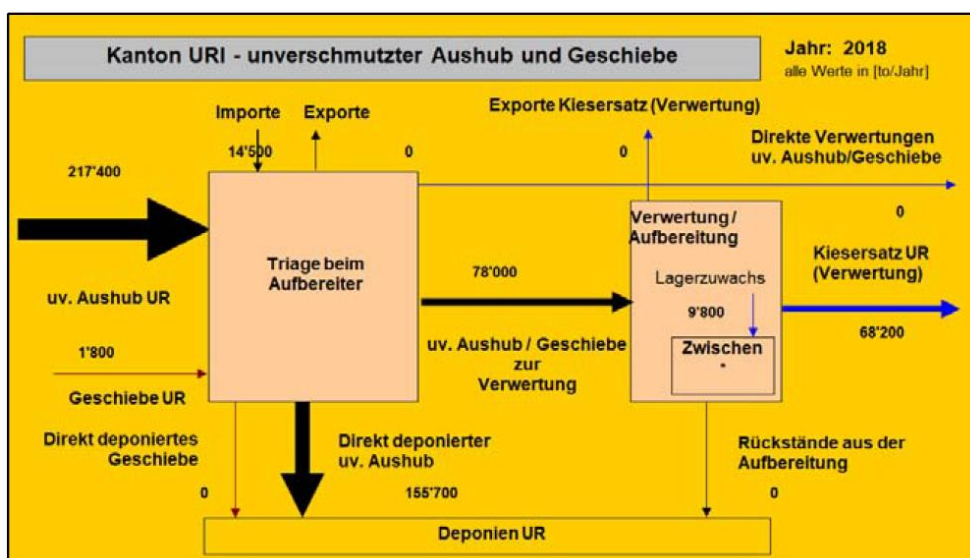 Kanton URI - unverschmutzter Aushub und Geschiebe
Jahr: 2018
alle Werte in [to/Jahr]
Importe
Exporte
Exporte Kiesersatz (Verwertung)
14'500
0
0
Direkte Verwertungen
uv. Aushub/Geschiebe
0
217'400
uv. Aushub UR
1'800
Geschiebe UR
Triage beim
Aufbereiter
78'000
uv. Aushub / Geschiebe
zur
Verwertung
Verwertung /
Aufbereitung
Lagerzuwachs
9'800
Zwischen
Kiesersatz UR
(Verwertung)
68'200
Direkt deponiertes
Geschiebe
0
Direkt deponierter
uv. Aushub
155'700
Rückstände aus der
Aufbereitung
0
Deponien UR